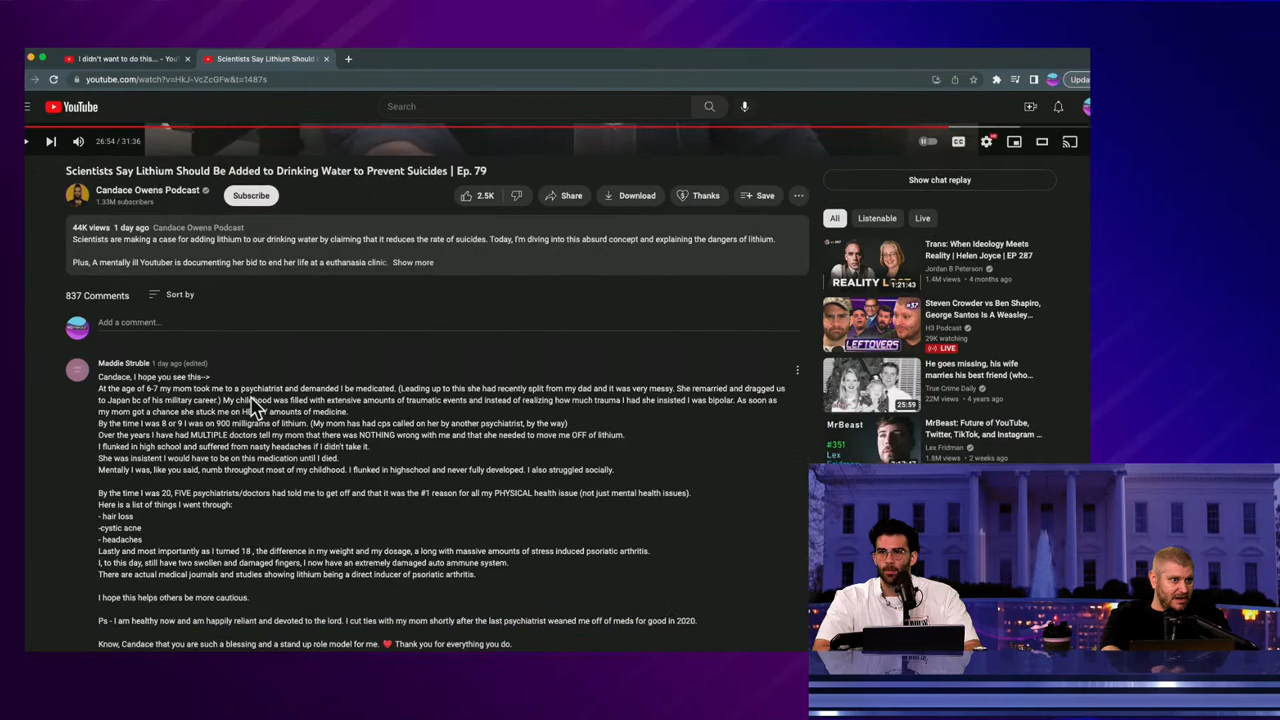 I didn't want to do this... - You
Scientists Say Lithium Should
youtube.com/watch?v=HkJ-VcZcGFw&t=1487s
Upda
YouTube
Search
26:54 / 31:36
CC
Scientists Say Lithium Should Be Added to Drinking Water to Prevent Suicides | Ep. 79
Candace Owens Podcast
1.33M subscribers
Subscribe
2.5K
Share
Download
Thanks
Save
44K views 1 day ago Candace Owens Podcast
Scientists are making a case for adding lithium to our drinking water by claiming that it reduces the rate of suicides. Today, I'm diving into this absurd concept and explaining the dangers of lithium.
Plus, A mentally ill Youtuber is documenting her bid to end her life at a euthanasia clinic. Show more
837 Comments
Sort by
Add a comment...
Maddie Struble 1 day ago (edited)
Candace, I hope you see this-->
At the age of 6-7 my mom took me to a psychiatrist and demanded I be medicated. (Leading up to this she had recently split from my dad and it was very messy. She remarried and dragged us
to Japan bc of his military career.) My childhood was filled with extensive amounts of traumatic events and instead of realizing how much trauma I had she insisted I was bipolar. As soon as
my mom got a chance she stuck me on amounts of medicine.
By the time I was 8 or 9 I was on 900 milligrams of lithium. (My mom has had cps called on her by another psychiatrist, by the way)
Over the years I have had MULTIPLE doctors tell my mom that there was NOTHING wrong with me and that she needed to move me OFF of lithium.
I flunked in high school and suffered from nasty headaches if I didn't take it.
She was insistent I would have to be on this medication until I died.
Mentally I was, like you said, numb throughout most of my childhood. I flunked in highschool and never fully developed. I also struggled socially.
By the time I was 20, FIVE psychiatrists/doctors had told me to get off and that it was the #1 reason for all my PHYSICAL health issue (not just mental health issues).
Here is a list of things I went through:
- hair loss
-cystic acne
- headaches
Lastly and most importantly as I turned 18 , the difference in my weight and my dosage, a long with massive amounts of stress induced psoriatic arthritis.
I, to this day, still have two swollen and damaged fingers, I now have an extremely damaged auto ammune system.
There are actual medical journals and studies showing lithium being a direct inducer of psoriatic arthritis.
I hope this helps others be more cautious.
Ps - I am healthy now and am happily reliant and devoted to the lord. I cut ties with my mom shortly after the last psychiatrist weaned me off of meds for good in 2020.
Know, Candace that you are such a blessing and a stand up role model for me. ❤️ Thank you for everything you do.
Show chat replay
All
Listenable
Live
REALITY LOST
1:21:43
Trans: When Ideology Meets
Reality | Helen Joyce | EP 287
Jordan B Peterson
1.4M views • 4 months ago
#37
LEFTOVERS
Steven Crowder vs Ben Shapiro,
George Santos Is A Weasley...
H3 Podcast
29K watching
LIVE
25:59
He goes missing, his wife
marries his best friend (who...
True Crime Daily
22M views • 4 years ago
MrBeast
#351
Lex
MrBeast: Future of YouTube,
Twitter, TikTok, and Instagram ...
Lex Fridman
1.8M views • 2 weeks ago